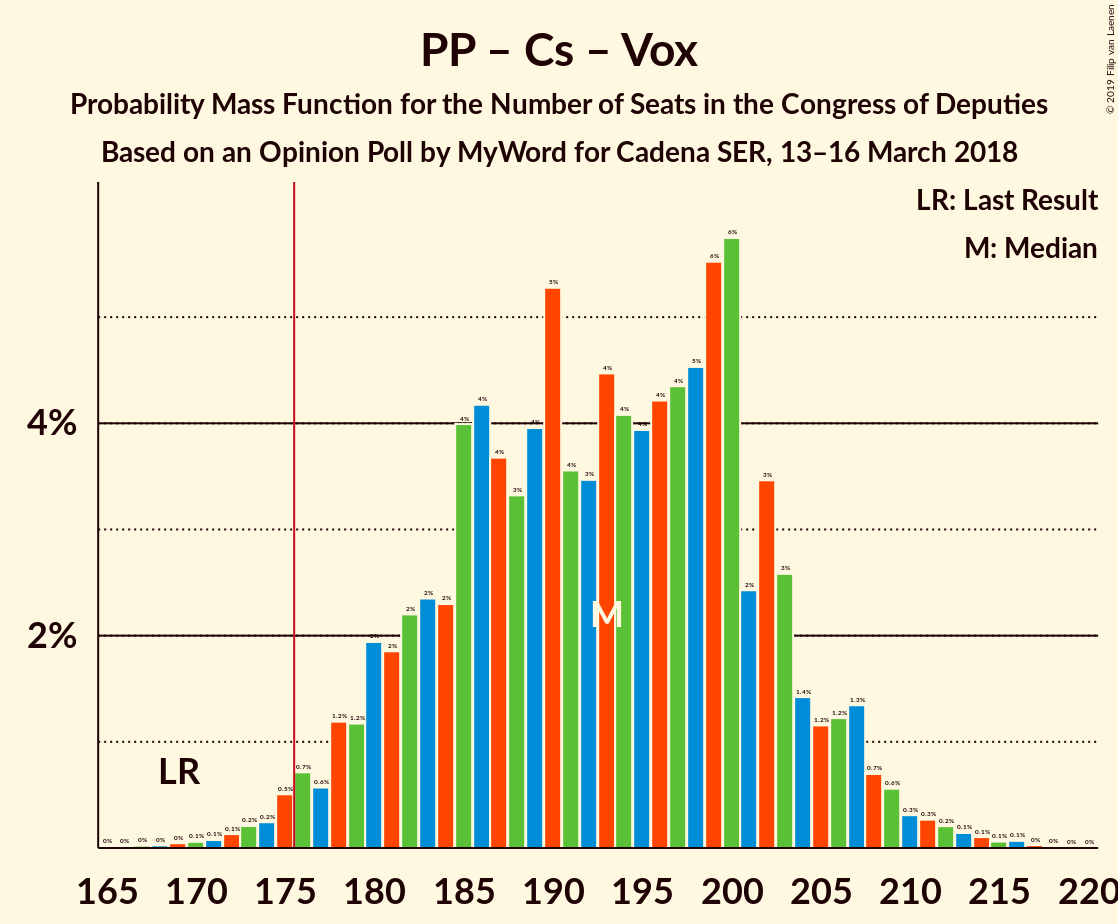 PP – Cs – Vox
Probability Mass Function for the Number of Seats in the Congress of Deputies
Based on an Opinion Poll by MyWord for Cadena SER, 13–16 March 2018
© 2019 Filip van Laenen
LR: Last Result
M: Median
4%
2%
LR
M
0% 0% 0% 0% 0% 0.1% 0.1% 0.1% 0.2% 0.2% 0.5% 0.7% 0.6% 1.2% 1.2% 2% 2% 2% 2% 2% 4% 4% 4% 3% 4% 5% 4% 3% 4% 4% 4% 4% 4% 5% 6% 6% 2% 3% 3% 1.4% 1.2% 1.2% 1.3% 0.7% 0.6% 0.3% 0.3% 0.2% 0.1% 0.1% 0.1% 0.1% 0% 0% 0% 0%
165 170 175 180 185 190 195 200 205 210 215 220